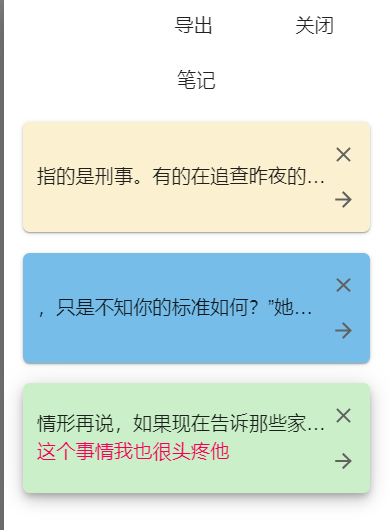 导出 关闭
笔记
指的是刑事。有的在追查昨夜的…
，只是不知你的标准如何？”她…
情形再说，如果现在告诉那些家…
这个事情我也很头疼他